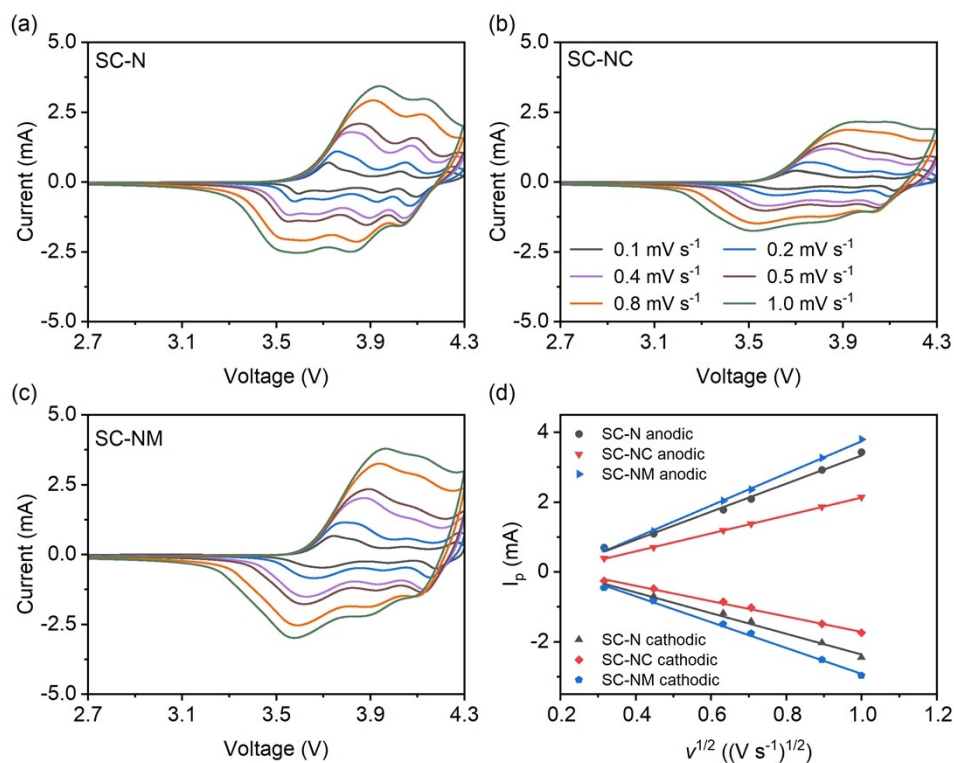 (a)
SC-N
5.0
2.5
0.0
-2.5
-5.0
Current (mA)
2.7 3.1 3.5 3.9 4.3
Voltage (V)
(b)
SC-NC
5.0
2.5
0.0
-2.5
-5.0
Current (mA)
0.1 mV s⁻¹ 0.2 mV s⁻¹
0.4 mV s⁻¹ 0.5 mV s⁻¹
0.8 mV s⁻¹ 1.0 mV s⁻¹
2.7 3.1 3.5 3.9 4.3
Voltage (V)
(c)
SC-NM
5.0
2.5
0.0
-2.5
-5.0
Current (mA)
2.7 3.1 3.5 3.9 4.3
Voltage (V)
(d)
SC-N anodic
SC-NC anodic
SC-NM anodic
4
2
0
-2
Iₚ (mA)
SC-N cathodic
SC-NC cathodic
SC-NM cathodic
0.2 0.4 0.6 0.8 1.0 1.2
v¹ᐟ² ((V s⁻¹)¹ᐟ²)